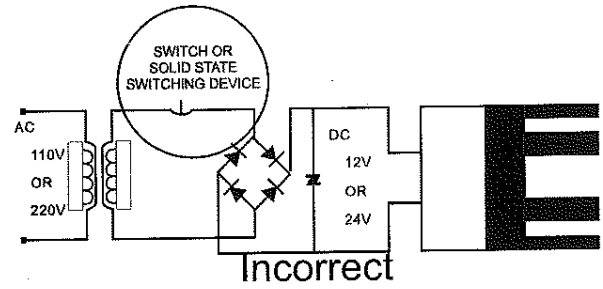 SWITCH OR
SOLID STATE
SWITCHING DEVICE
AC
110V
OR
220V
DC
12V
OR
24V
Incorrect